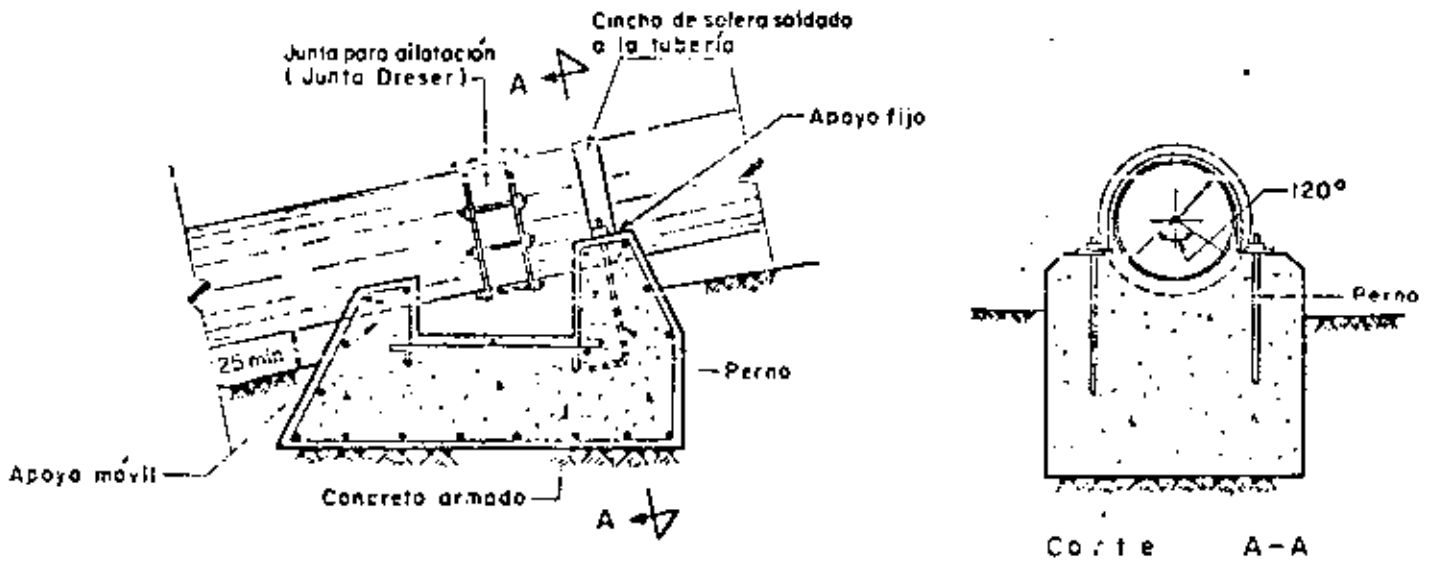 Cincho de solera soldado
a la tubería
Junta para dilatación
( Junta Dreser )
A
Apoyo fijo
120°
Perno
25 min
Perno
Apoyo móvil
Concreto armado
A
Corte A-A